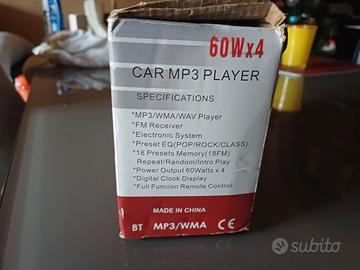 60Wx4
CAR MP3 PLAYER
SPECIFICATIONS
*MP3/WMA/WAV Player
*FM Receiver
*Electronic System
*Preset EQ(POP/ROCK/CLASS)
*18 Presets Memory(18FM)
Repeat/Random/Intro Play
*Power Output 60Watts x 4
*Digital Clock Display
*Full Funcion Remote Control
MADE IN CHINA
BT MP3/WMA CE
subito